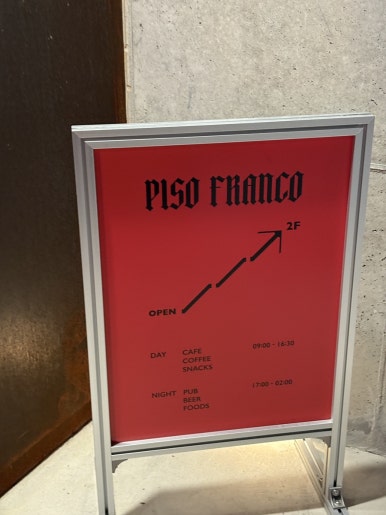 PISO FRANCO
2F
OPEN
DAY CAFE 09:00 - 16:30
COFFEE
SNACKS
NIGHT PUB 17:00 - 02:00
BEER
FOODS